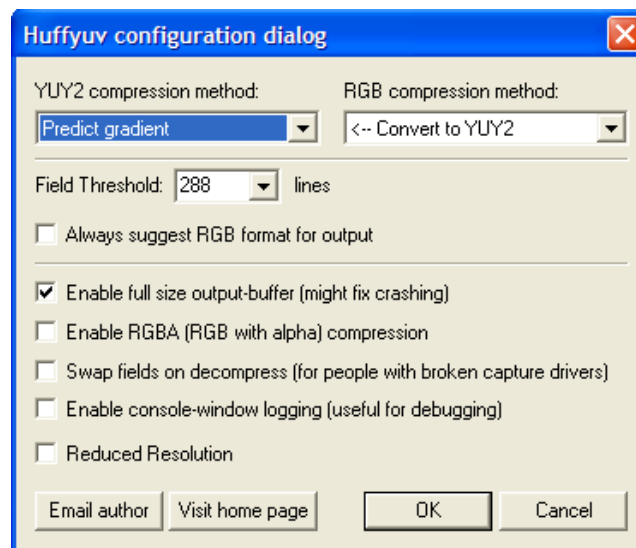 Huffyuv configuration dialog
YUY2 compression method: RGB compression method:
Predict gradient <-- Convert to YUY2
Field Threshold: 288 lines
Always suggest RGB format for output
Enable full size output-buffer (might fix crashing)
Enable RGBA (RGB with alpha) compression
Swap fields on decompress (for people with broken capture drivers)
Enable console-window logging (useful for debugging)
Reduced Resolution
Email author Visit home page OK Cancel